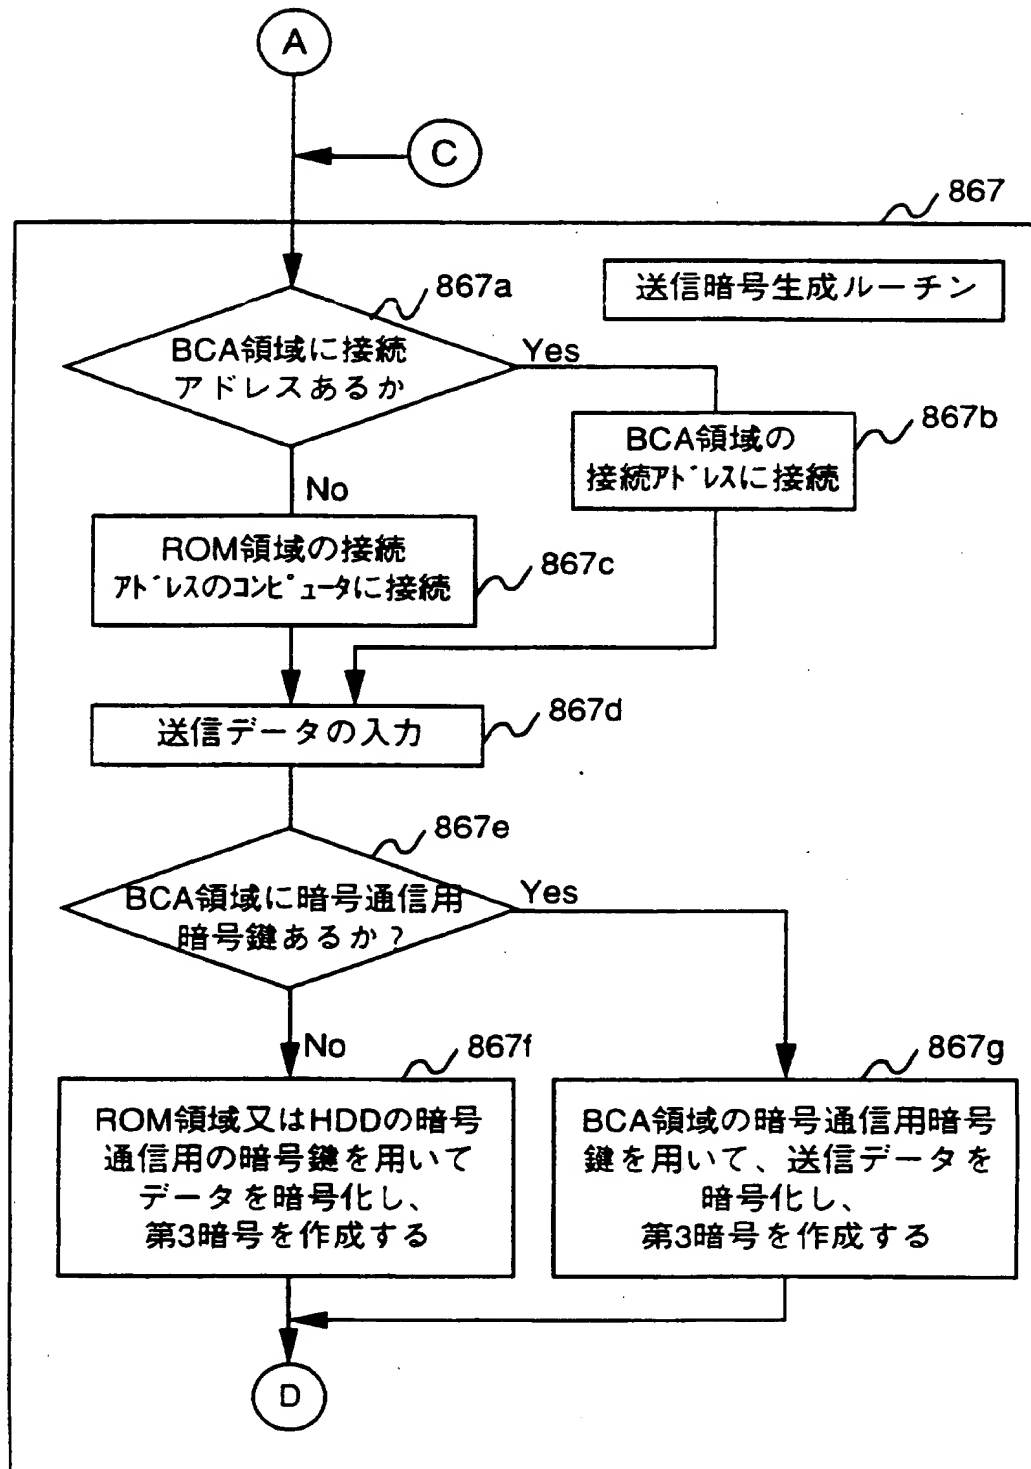 A
C
867
送信暗号生成ルーチン
867a
BCA領域に接続
アドレスあるか
Yes
867b
BCA領域の
接続ｱﾄﾞﾚｽに接続
No
ROM領域の接続
ｱﾄﾞﾚｽのｺﾝﾋﾟｭｰﾀに接続
867c
送信データの入力
867d
867e
BCA領域に暗号通信用
暗号鍵あるか？
Yes
No
867f
ROM領域又はHDDの暗号
通信用の暗号鍵を用いて
データを暗号化し、
第3暗号を作成する
867g
BCA領域の暗号通信用暗号
鍵を用いて、送信データを
暗号化し、
第3暗号を作成する
D